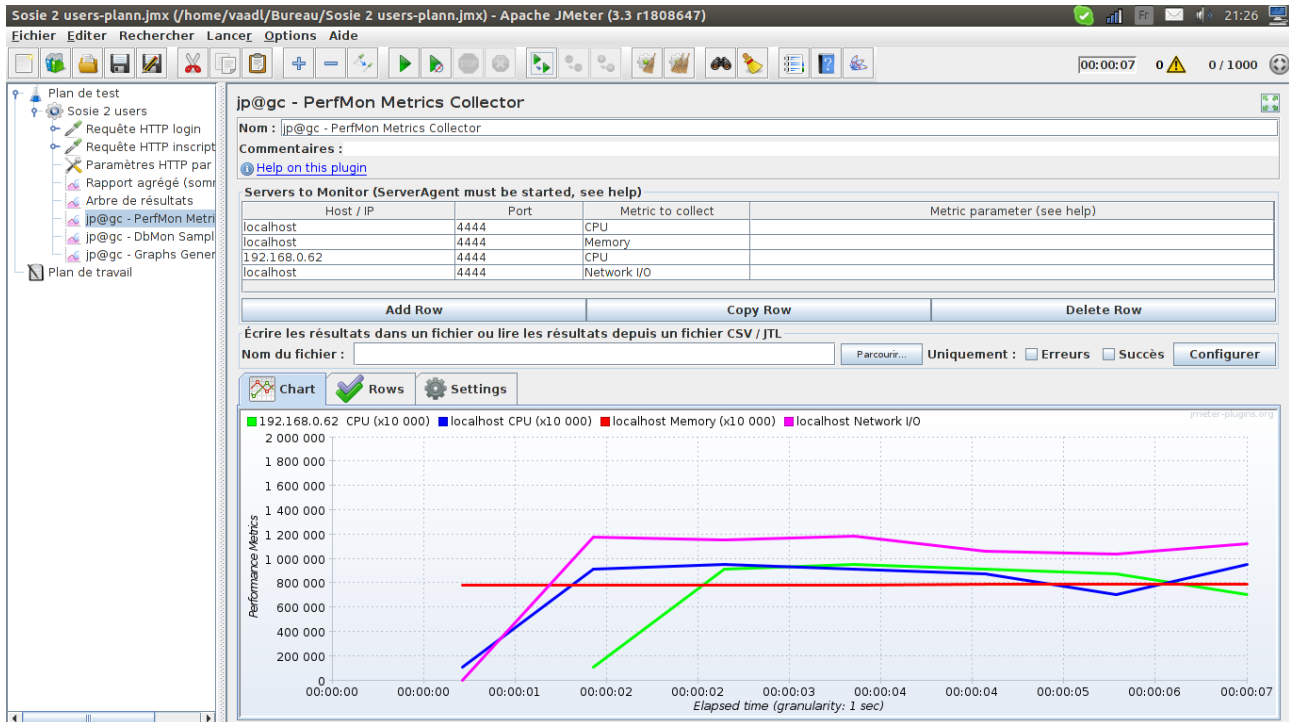 Sosie 2 users-plann.jmx (/home/vaadl/Bureau/Sosie 2 users-plann.jmx) - Apache JMeter (3.3 r1808647)
Fr
21:26
Fichier Editer Rechercher Lancer Options Aide
00:00:07 0 0 / 1000
Plan de test
Sosie 2 users
Requête HTTP login
Requête HTTP inscript
Paramètres HTTP par
Rapport agrégé (somm
Arbre de résultats
jp@gc - PerfMon Metri
jp@gc - DbMon Sampl
jp@gc - Graphs Gener
Plan de travail
jp@gc - PerfMon Metrics Collector
Nom : jp@gc - PerfMon Metrics Collector
Commentaires :
Help on this plugin
Servers to Monitor (ServerAgent must be started, see help)
Host / IP Port Metric to collect Metric parameter (see help)
localhost 4444 CPU
localhost 4444 Memory
192.168.0.62 4444 CPU
localhost 4444 Network I/O
Add Row Copy Row Delete Row
Écrire les résultats dans un fichier ou lire les résultats depuis un fichier CSV / JTL
Nom du fichier : Parcourir... Uniquement : Erreurs Succès Configurer
Chart Rows Settings
jmeter-plugins.org
192.168.0.62 CPU (x10 000) localhost CPU (x10 000) localhost Memory (x10 000) localhost Network I/O
2 000 000
1 800 000
1 600 000
1 400 000
1 200 000
1 000 000
800 000
600 000
400 000
200 000
0
Performance Metrics
00:00:00 00:00:00 00:00:01 00:00:02 00:00:02 00:00:03 00:00:04 00:00:04 00:00:05 00:00:06 00:00:07
Elapsed time (granularity: 1 sec)